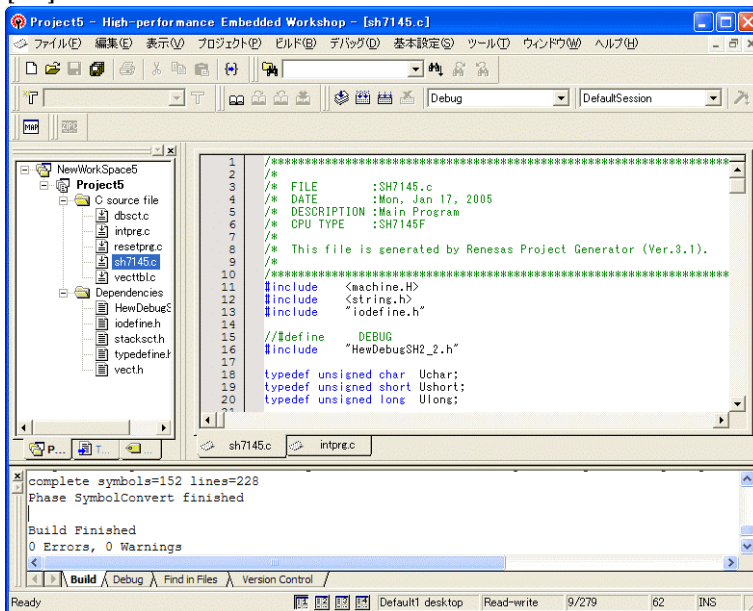 Project5 - High-performance Embedded Workshop - [sh7145.c]
ファイル(F) 編集(E) 表示(V) プロジェクト(P) ビルド(B) デバッグ(D) 基本設定(S) ツール(T) ウィンドウ(W) ヘルプ(H)
Debug DefaultSession
MAP
NewWorkSpace5
Project5
C source file
dbsct.c
intprg.c
resetprg.c
sh7145.c
vecttbl.c
Dependencies
HewDebugS
iodefine.h
stacksct.h
typedefine.h
vect.h
P... T... ...
1 /**********************************************************************
2 /*
3 /* FILE :SH7145.c
4 /* DATE :Mon, Jan 17, 2005
5 /* DESCRIPTION :Main Program
6 /* CPU TYPE :SH7145F
7 /*
8 /* This file is generated by Renesas Project Generator (Ver.3.1).
9 /*
10 /**********************************************************************
11 #include <machine.H>
12 #include <string.h>
13 #include "iodefine.h"
14
15 //#define DEBUG
16 #include "HewDebugSH2_2.h"
17
18 typedef unsigned char Uchar;
19 typedef unsigned short Ushort;
20 typedef unsigned long Ulong;
sh7145.c intprg.c
complete symbols=152 lines=228
Phase SymbolConvert finished
Build Finished
0 Errors, 0 Warnings
Build Debug Find in Files Version Control
Ready 1 2 3 4 Default1 desktop Read-write 9/279 62 INS